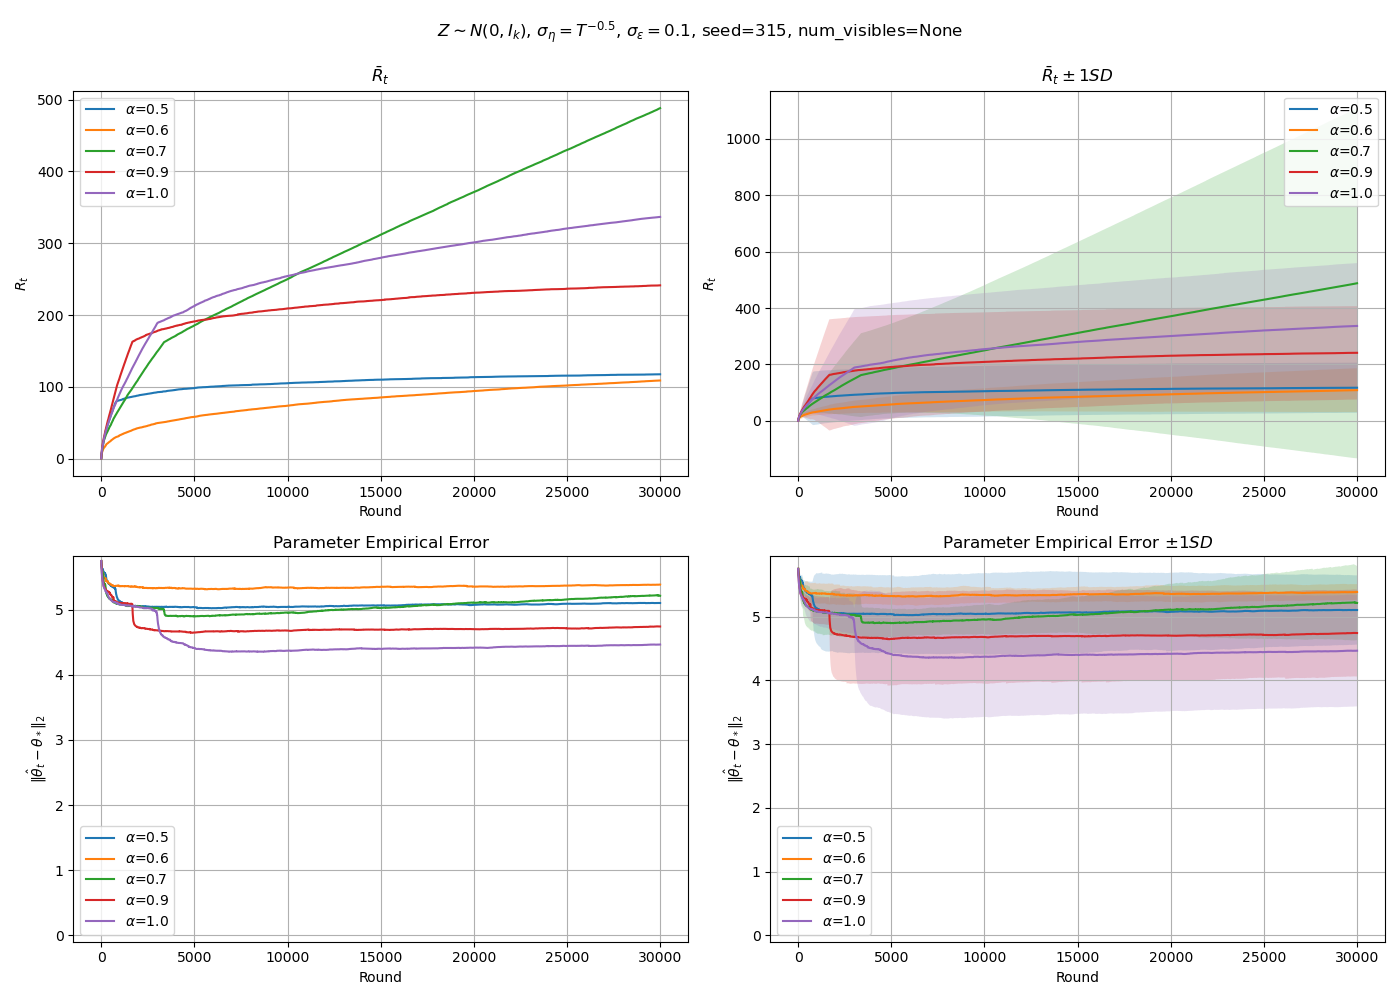 Z ~ N(0, I_k), σ_η = T^{−0.5}, σ_ε = 0.1, seed=315, num_visibles=None
R̄_t
R_t
500
400
300
200
100
0
α=0.5
α=0.6
α=0.7
α=0.9
α=1.0
0 5000 10000 15000 20000 25000 30000
Round
R̄_t ± 1SD
R_t
1000
800
600
400
200
0
α=0.5
α=0.6
α=0.7
α=0.9
α=1.0
0 5000 10000 15000 20000 25000 30000
Round
Parameter Empirical Error
‖θ̂_t − θ_*‖_2
5
4
3
2
1
0
α=0.5
α=0.6
α=0.7
α=0.9
α=1.0
0 5000 10000 15000 20000 25000 30000
Round
Parameter Empirical Error ±1SD
‖θ̂_t − θ_*‖_2
5
4
3
2
1
0
α=0.5
α=0.6
α=0.7
α=0.9
α=1.0
0 5000 10000 15000 20000 25000 30000
Round